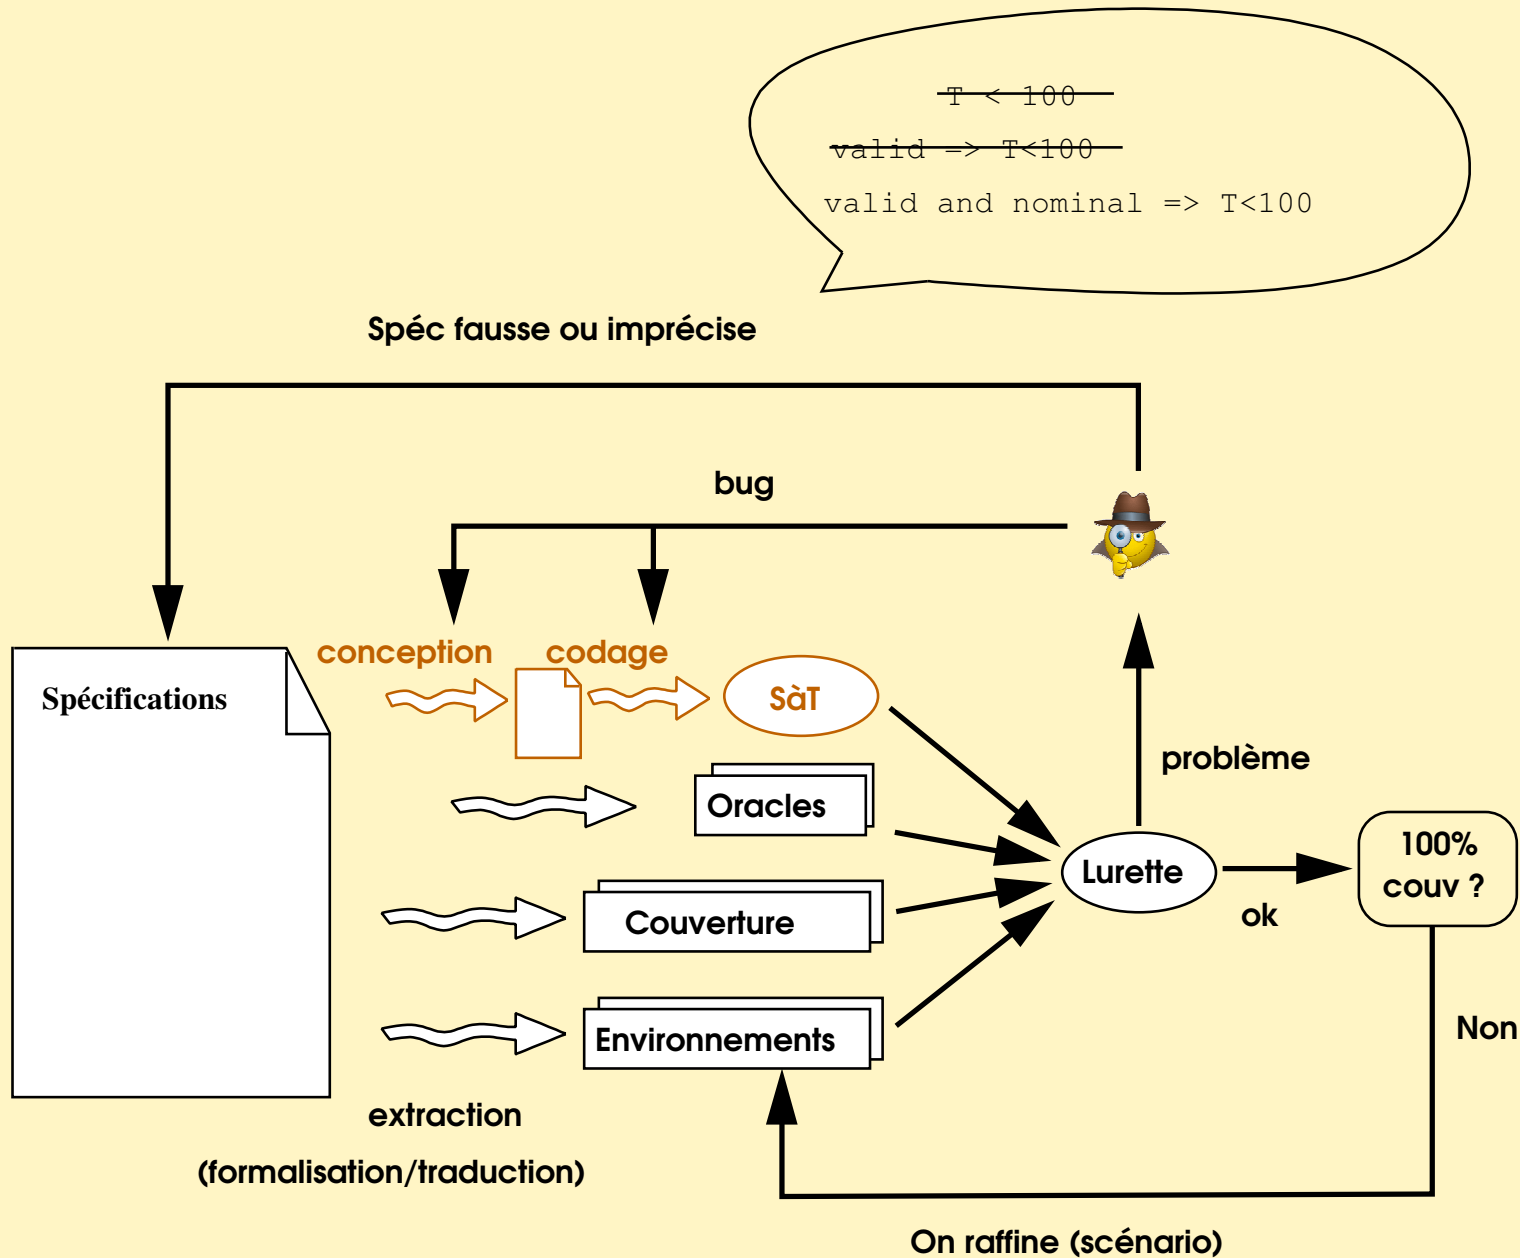 T < 100
valid => T<100
valid and nominal => T<100
Spéc fausse ou imprécise
bug
conception
codage
Spécifications
SàT
problème
Oracles
100%
couv ?
Lurette
ok
Couverture
Non
Environnements
extraction
(formalisation/traduction)
On raffine (scénario)